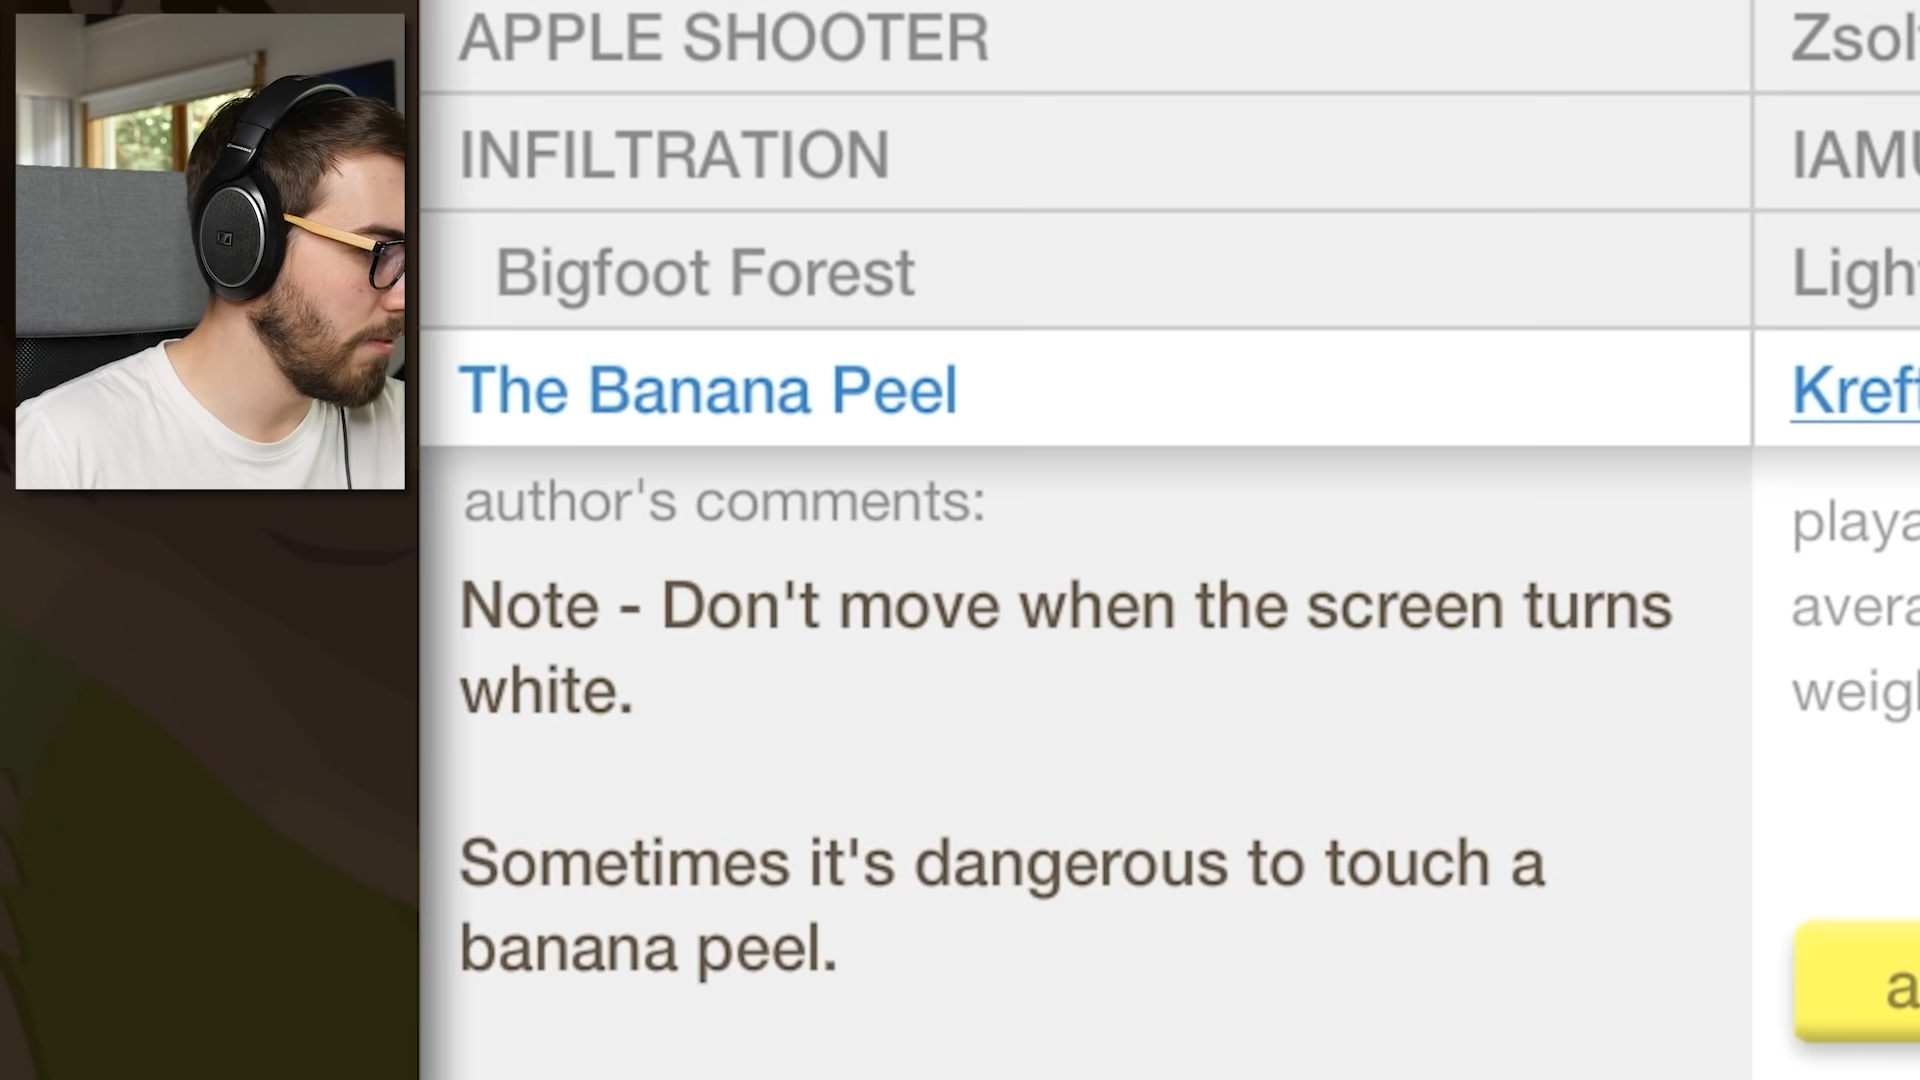 APPLE SHOOTER
INFILTRATION
Bigfoot Forest
The Banana Peel
author's comments:
Note - Don't move when the screen turns
white.
Sometimes it's dangerous to touch a
banana peel.